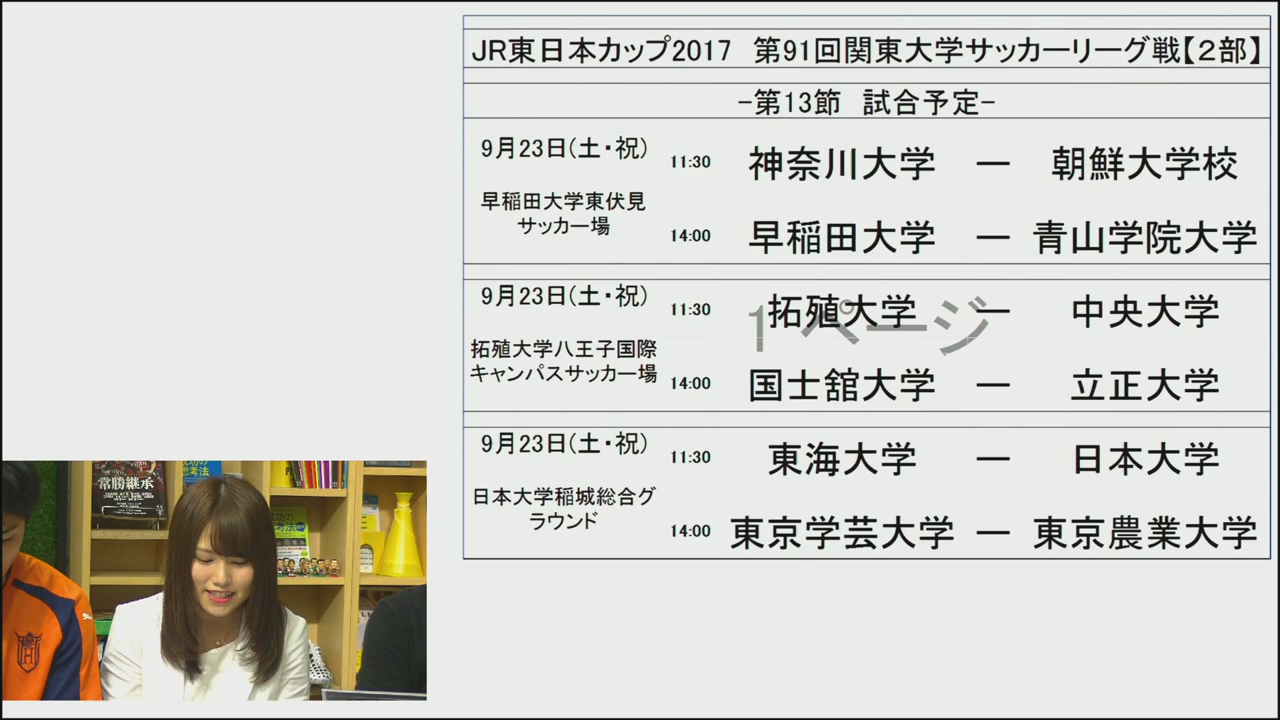 JR東日本カップ2017　第91回関東大学サッカーリーグ戦【２部】
-第13節　試合予定-
9月23日(土・祝)
早稲田大学東伏見
サッカー場
11:30 神奈川大学 ー 朝鮮大学校
14:00 早稲田大学 ー 青山学院大学
9月23日(土・祝)
拓殖大学八王子国際
キャンパスサッカー場
11:30 拓殖大学 ー 中央大学
14:00 国士舘大学 ー 立正大学
1 ページ
9月23日(土・祝)
日本大学稲城総合グ
ラウンド
11:30 東海大学 ー 日本大学
14:00 東京学芸大学 ー 東京農業大学
常勝継承
思考法